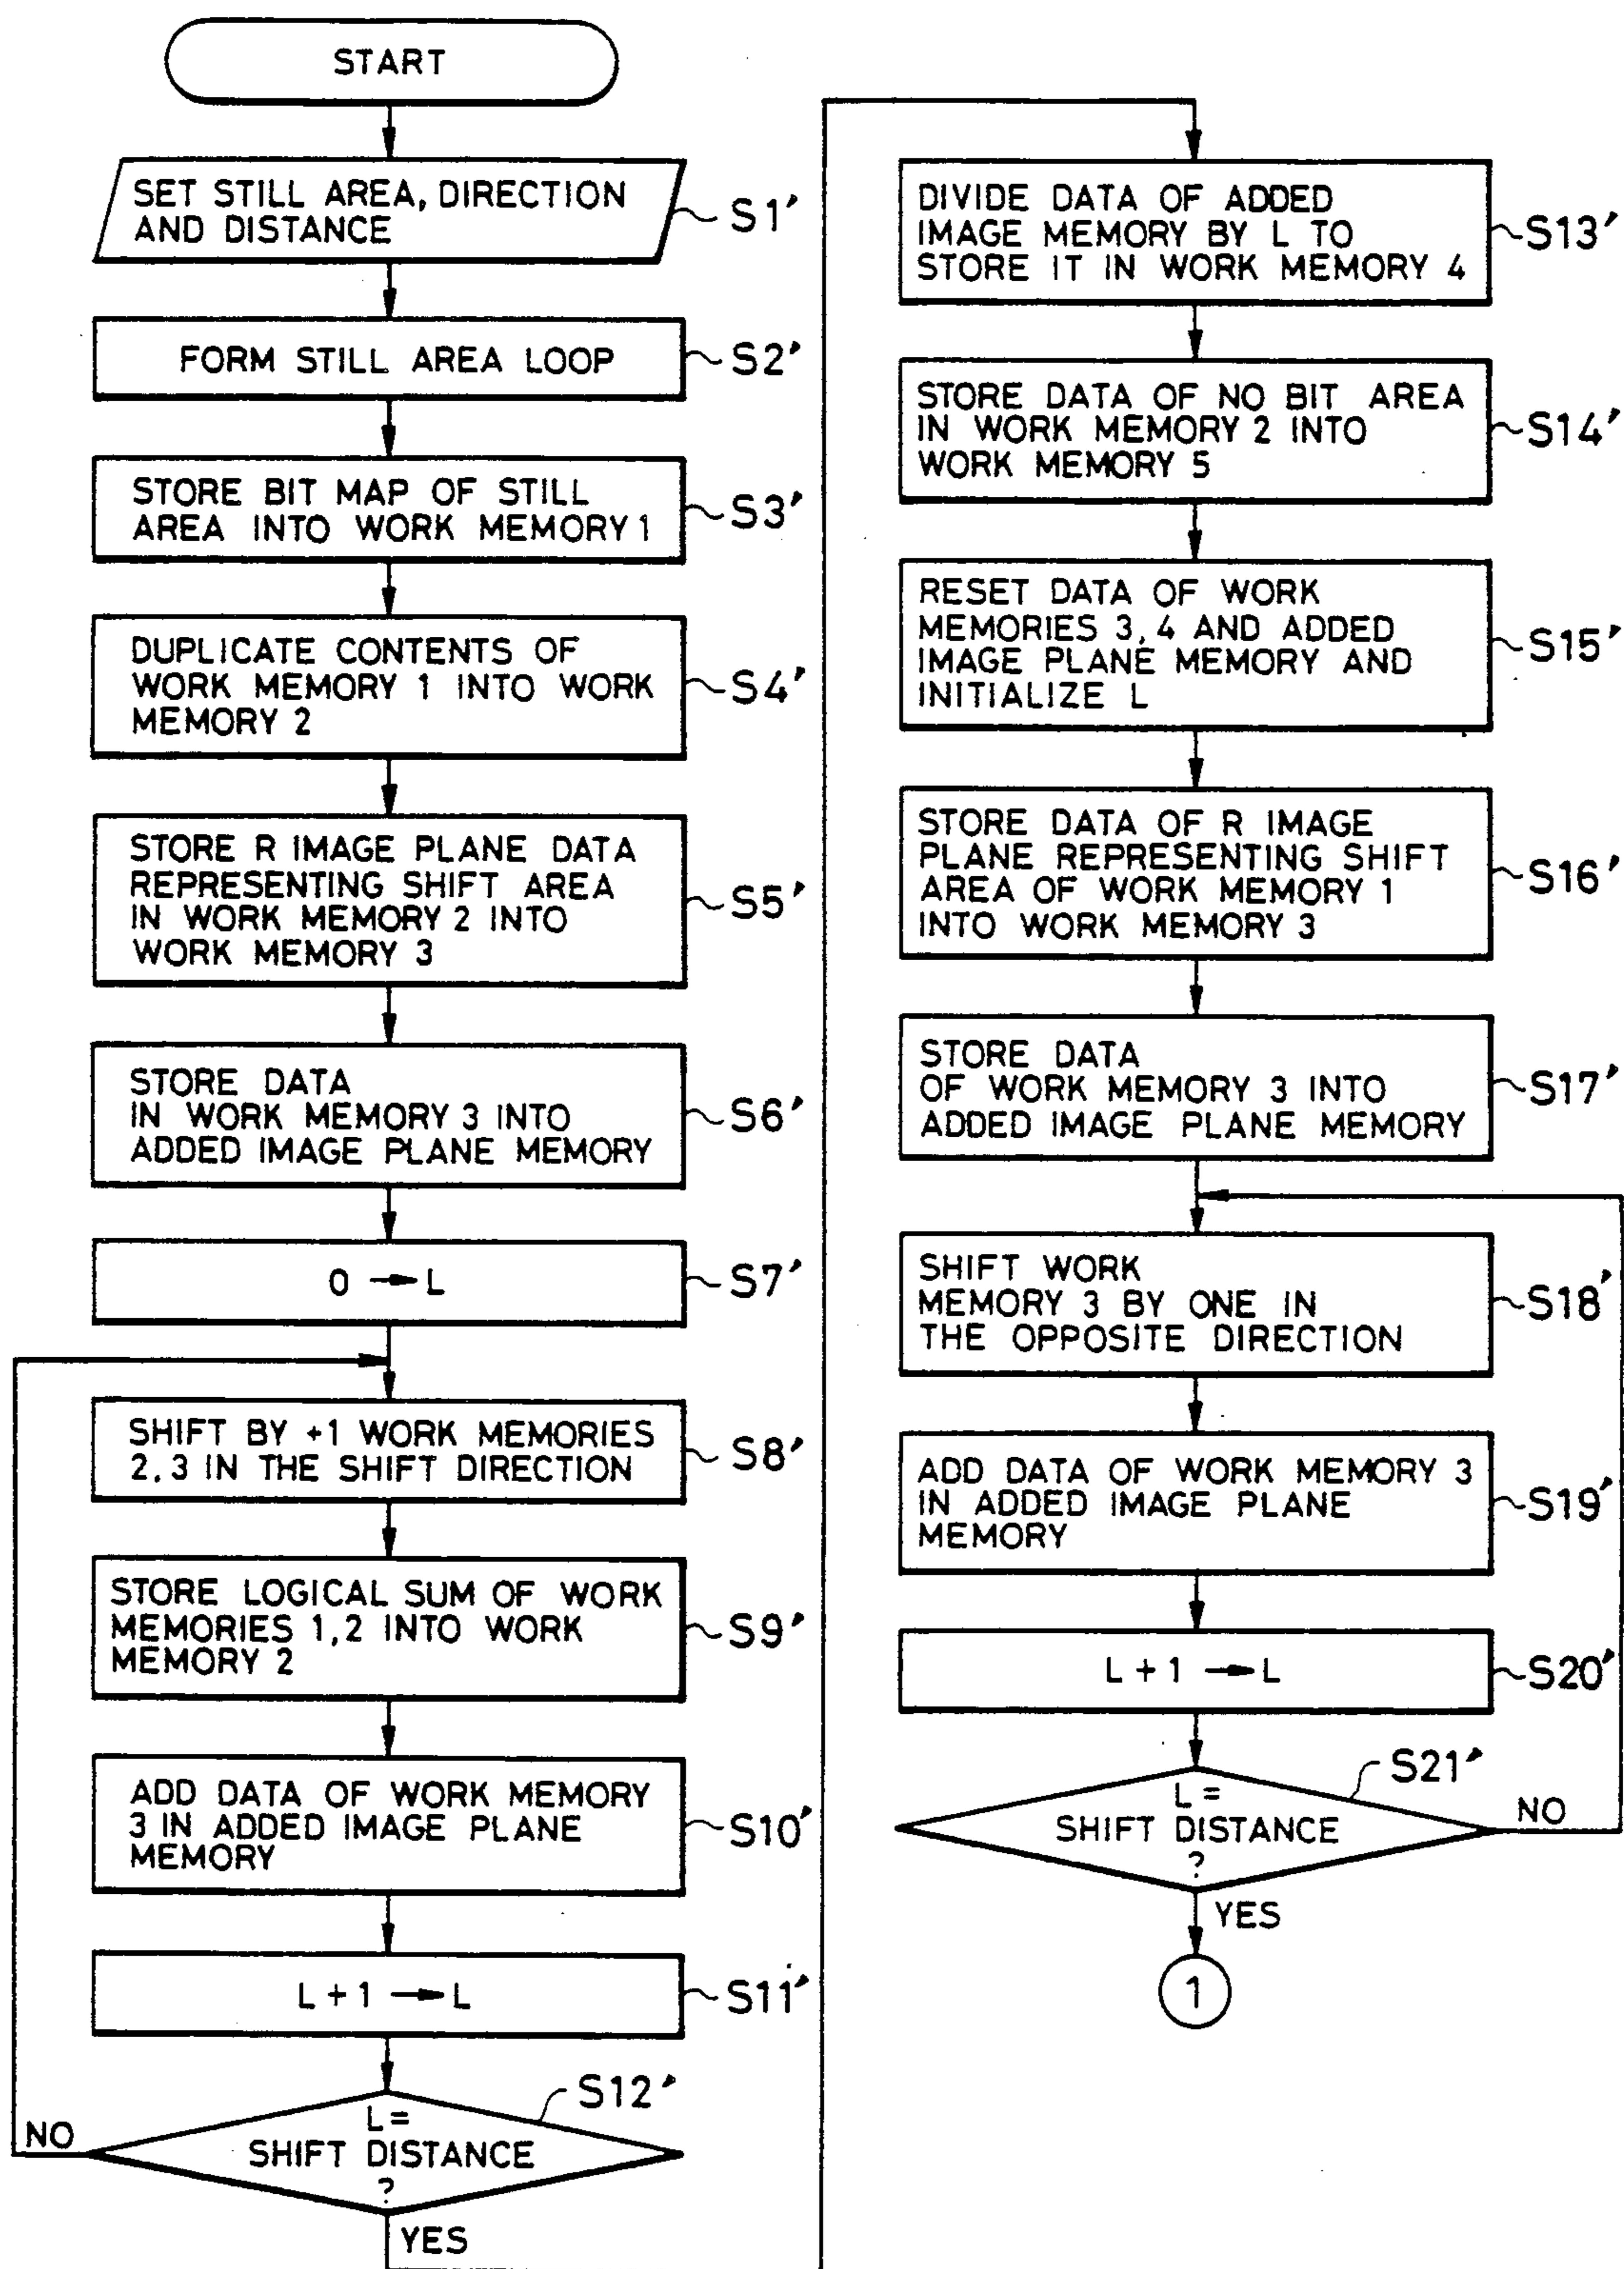 START
SET STILL AREA, DIRECTION
AND DISTANCE
S1'
FORM STILL AREA LOOP
S2'
STORE BIT MAP OF STILL
AREA INTO WORK MEMORY 1
S3'
DUPLICATE CONTENTS OF
WORK MEMORY 1 INTO WORK
MEMORY 2
S4'
STORE R IMAGE PLANE DATA
REPRESENTING SHIFT AREA
IN WORK MEMORY 2 INTO
WORK MEMORY 3
S5'
STORE DATA
IN WORK MEMORY 3 INTO
ADDED IMAGE PLANE MEMORY
S6'
0 → L
S7'
SHIFT BY +1 WORK MEMORIES
2,3 IN THE SHIFT DIRECTION
S8'
STORE LOGICAL SUM OF WORK
MEMORIES 1,2 INTO WORK
MEMORY 2
S9'
ADD DATA OF WORK MEMORY
3 IN ADDED IMAGE PLANE
MEMORY
S10'
L + 1 → L
S11'
S12'
L =
SHIFT DISTANCE
?
NO
YES
DIVIDE DATA OF ADDED
IMAGE MEMORY BY L TO
STORE IT IN WORK MEMORY 4
S13'
STORE DATA OF NO BIT AREA
IN WORK MEMORY 2 INTO
WORK MEMORY 5
S14'
RESET DATA OF WORK
MEMORIES 3,4 AND ADDED
IMAGE PLANE MEMORY AND
INITIALIZE L
S15'
STORE DATA OF R IMAGE
PLANE REPRESENTING SHIFT
AREA OF WORK MEMORY 1
INTO WORK MEMORY 3
S16'
STORE DATA
OF WORK MEMORY 3 INTO
ADDED IMAGE PLANE MEMORY
S17'
SHIFT WORK
MEMORY 3 BY ONE IN
THE OPPOSITE DIRECTION
S18'
ADD DATA OF WORK MEMORY 3
IN ADDED IMAGE PLANE
MEMORY
S19'
L + 1 → L
S20'
S21'
L =
SHIFT DISTANCE
?
NO
YES
1